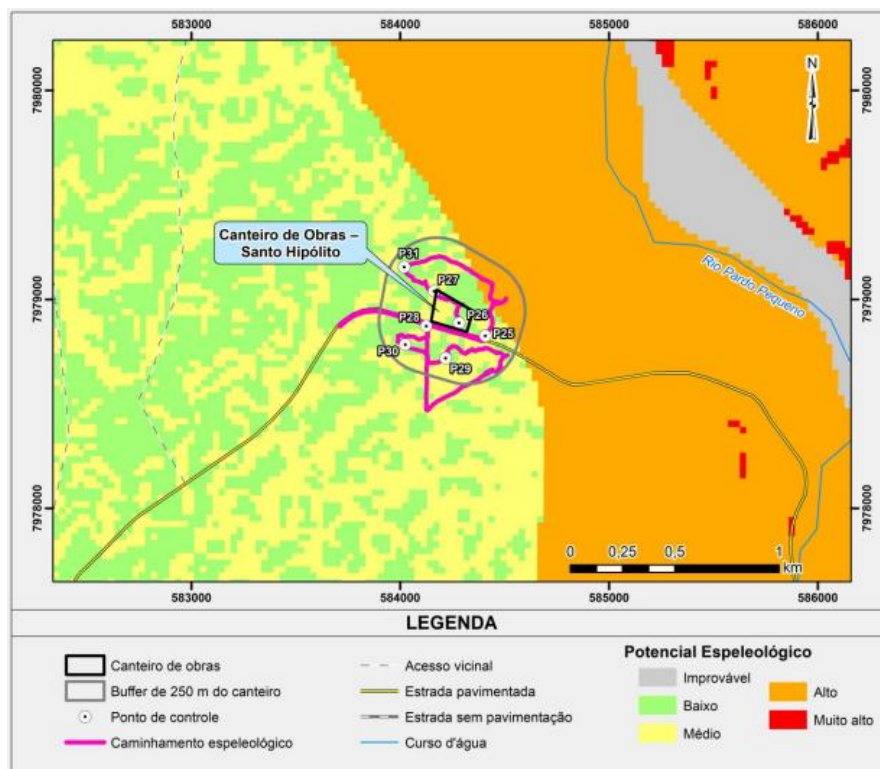 583000 584000 585000 586000
7980000 7980000
N
Canteiro de Obras –
Santo Hipólito
P31
P27
7979000 7979000
Rio Pardo Pequeno
P28
P26
P25
P30
P29
7978000 7978000
0 0,25 0,5 1
km
583000 584000 585000 586000
LEGENDA
Canteiro de obras
Buffer de 250 m do canteiro
Ponto de controle
Caminhamento espeleológico
Acesso vicinal
Estrada pavimentada
Estrada sem pavimentação
Curso d'água
Potencial Espeleológico
Improvável
Baixo
Médio
Alto
Muito alto